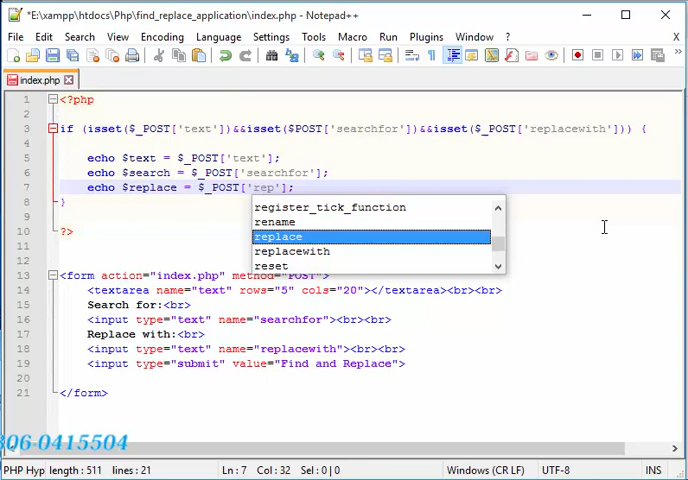 *E:\xampp\htdocs\Php\find_replace_application\index.php - Notepad++
File Edit Search View Encoding Language Settings Tools Macro Run Plugins Window ? X
index.php
1 <?php
2
3 if (isset($_POST['text'])&&isset($POST['searchfor'])&&isset($_POST['replacewith'])) {
4
5 echo $text = $_POST['text'];
6 echo $search = $_POST['searchfor'];
7 echo $replace = $_POST['rep'];
8 }
register_tick_function
9
rename
10 ?>
replace
11
replacewith
12
reset
13 <form action="index.php" method="POST">
14 <textarea name="text" rows="5" cols="20"></textarea><br><br>
15 Search for:<br>
16 <input type="text" name="searchfor"><br><br>
17 Replace with:<br>
18 <input type="text" name="replacewith"><br><br>
19 <input type="submit" value="Find and Replace">
20
21 </form>
306-0415504
PHP Hyp length : 511 lines : 21 Ln : 7 Col : 32 Sel : 0 | 0 Windows (CR LF) UTF-8 INS